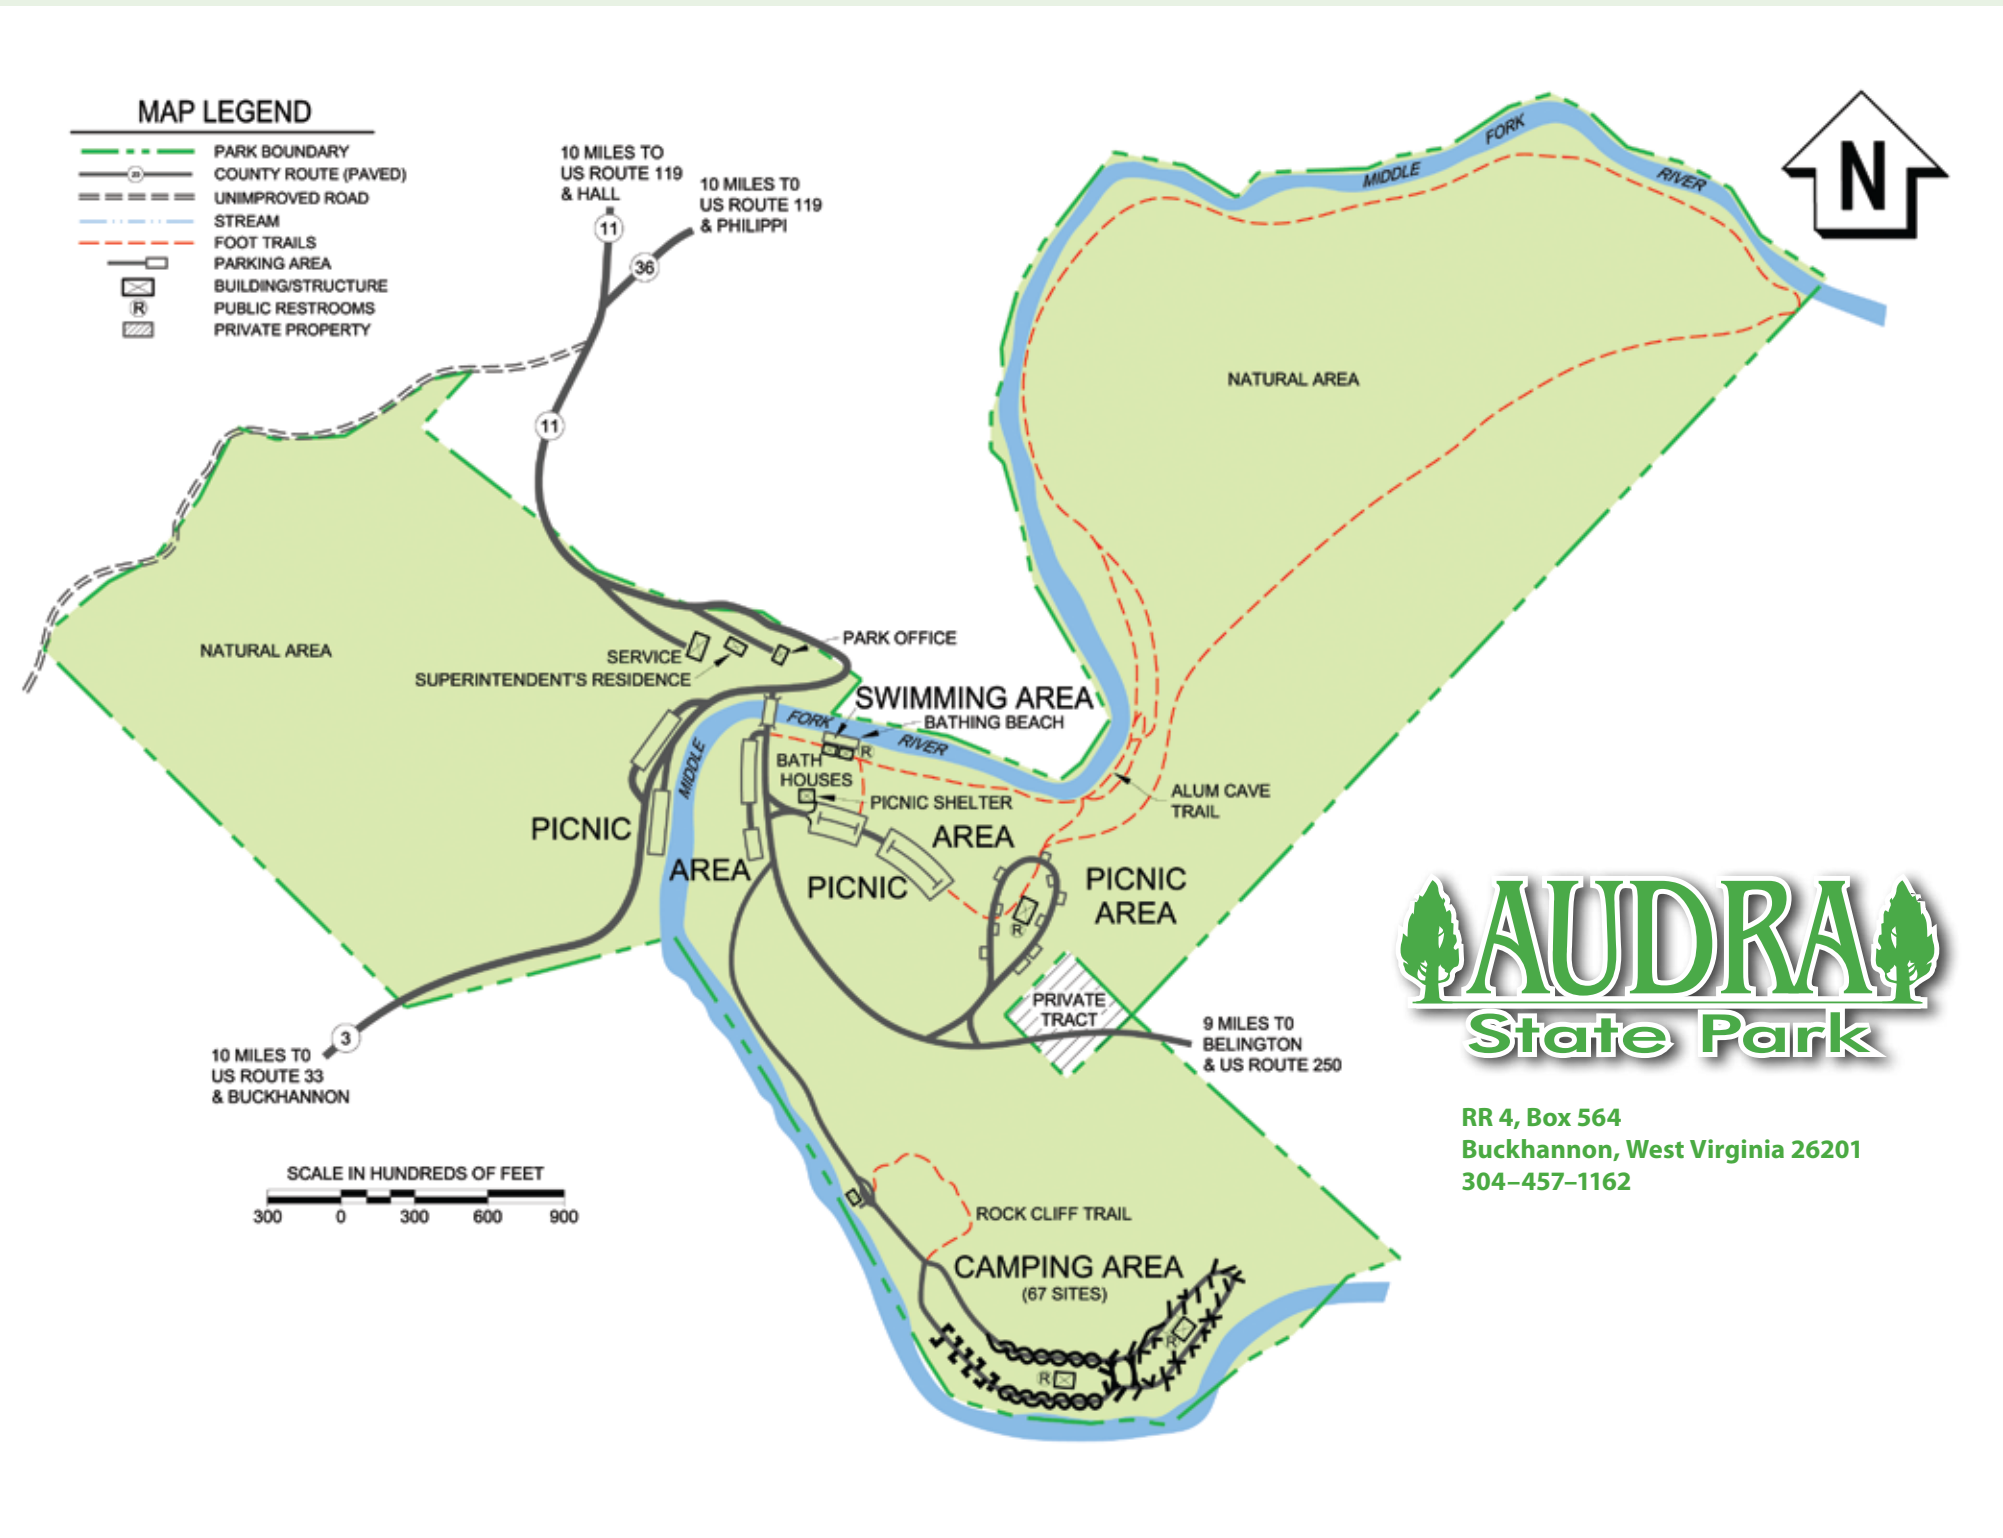 MAP LEGEND
PARK BOUNDARY
23
COUNTY ROUTE (PAVED)
UNIMPROVED ROAD
STREAM
FOOT TRAILS
PARKING AREA
BUILDING/STRUCTURE
R
PUBLIC RESTROOMS
PRIVATE PROPERTY
10 MILES TO
US ROUTE 119
& HALL
10 MILES T0
US ROUTE 119
& PHILIPPI
11
36
11
MIDDLE
FORK
RIVER
N
NATURAL AREA
NATURAL AREA
PARK OFFICE
SERVICE
SUPERINTENDENT'S RESIDENCE
SWIMMING AREA
BATHING BEACH
FORK
RIVER
MIDDLE
R
BATH
HOUSES
PICNIC SHELTER
ALUM CAVE
TRAIL
PICNIC
AREA
PICNIC
AREA
PICNIC
AREA
R
PRIVATE
TRACT
9 MILES T0
BELINGTON
& US ROUTE 250
3
10 MILES T0
US ROUTE 33
& BUCKHANNON
SCALE IN HUNDREDS OF FEET
300 0 300 600 900
ROCK CLIFF TRAIL
CAMPING AREA
(67 SITES)
R
R
AUDRA
State Park
RR 4, Box 564
Buckhannon, West Virginia 26201
304–457–1162